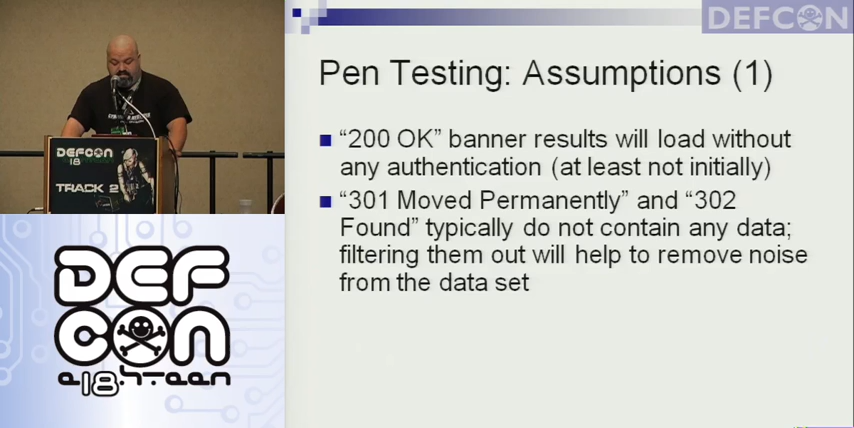 DEFCON
Pen Testing: Assumptions (1)
“200 OK” banner results will load without
any authentication (at least not initially)
“301 Moved Permanently” and “302
Found” typically do not contain any data;
filtering them out will help to remove noise
from the data set
DEFCON
18
TRACK 2
DEF
CON